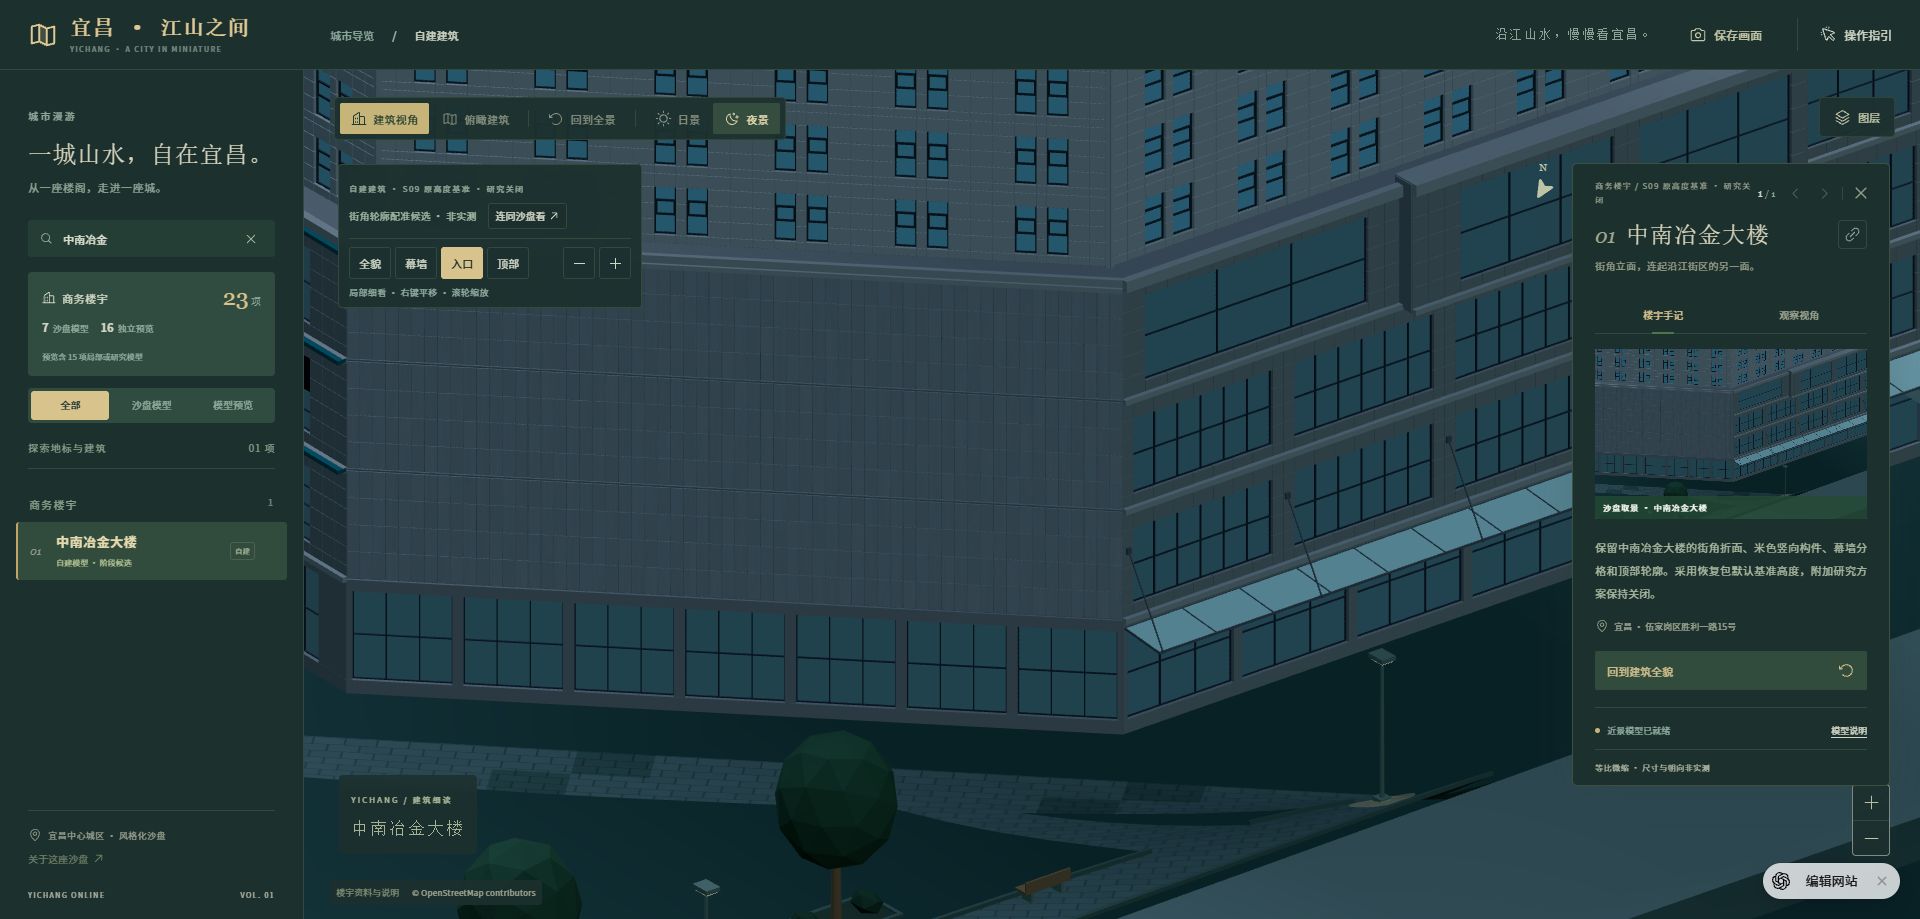 宜昌 · 江山之间
YICHANG · A CITY IN MINIATURE
城市导览 / 自建建筑
沿江山水，慢慢看宜昌。
保存画面
操作指引
城市漫游
一城山水，自在宜昌。
从一座楼阁，走进一座城。
中南冶金
商务楼宇
23 项
7 沙盘模型 16 独立预览
预览含 15 项局部或研究模型
全部
沙盘模型
模型预览
探索地标与建筑
01 项
商务楼宇
1
01
中南冶金大楼
自建模型 · 阶段候选
自建
宜昌中心城区 · 风格化沙盘
关于这座沙盘
YICHANG ONLINE
VOL. 01
建筑视角
俯瞰建筑
回到全景
日景
夜景
自建建筑 · S09 原高度基准 · 研究关闭
街角轮廓配准候选 · 非实测
连同沙盘看
全貌
幕墙
入口
顶部
局部细看 · 右键平移 · 滚轮缩放
图层
N
商务楼宇 / S09 原高度基准 · 研究关
闭
1 / 1
01 中南冶金大楼
街角立面，连起沿江街区的另一面。
楼宇手记
观察视角
沙盘取景 · 中南冶金大楼
保留中南冶金大楼的街角折面、米色竖向构件、幕墙分
格和顶部轮廓。采用恢复包默认基准高度，附加研究方
案保持关闭。
宜昌 · 伍家岗区胜利一路15号
回到建筑全貌
近景模型已就绪
模型说明
等比微缩 · 尺寸与朝向非实测
YICHANG / 建筑细读
中南冶金大楼
楼宇资料与说明
© OpenStreetMap contributors
编辑网站